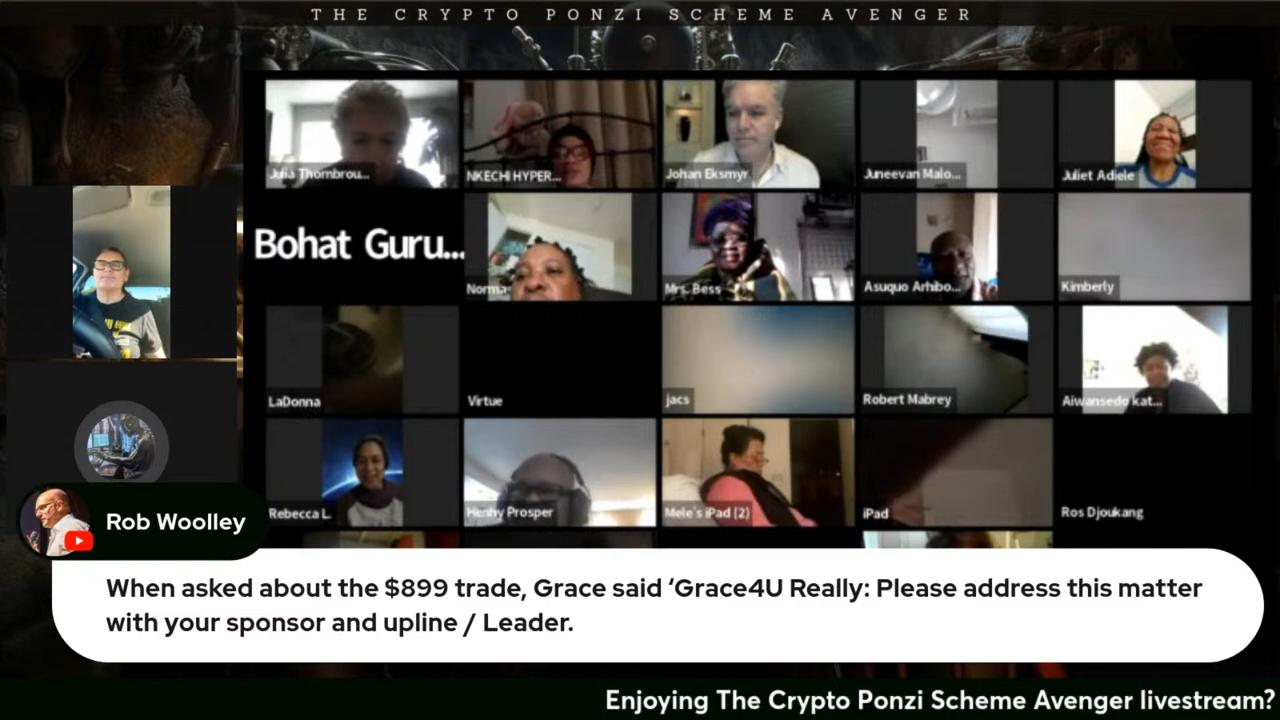 THE CRYPTO PONZI SCHEME AVENGER
Julia Thombrou...
NKECHI HYPER...
Johan Eksmyr
Juneevan Malo...
Juliet Adiele
Bohat Guru...
Norma
Mrs. Bess
Asuquo Arhibo...
Kimberly
LaDonna
Virtue
jacs
Robert Mabrey
Aiwansedo kat...
Rebecca L.
Henhy Prosper
Mele's iPad (2)
iPad
Ros Djoukang
Rob Woolley
When asked about the $899 trade, Grace said ‘Grace4U Really: Please address this matter
with your sponsor and upline / Leader.
Enjoying The Crypto Ponzi Scheme Avenger livestream?